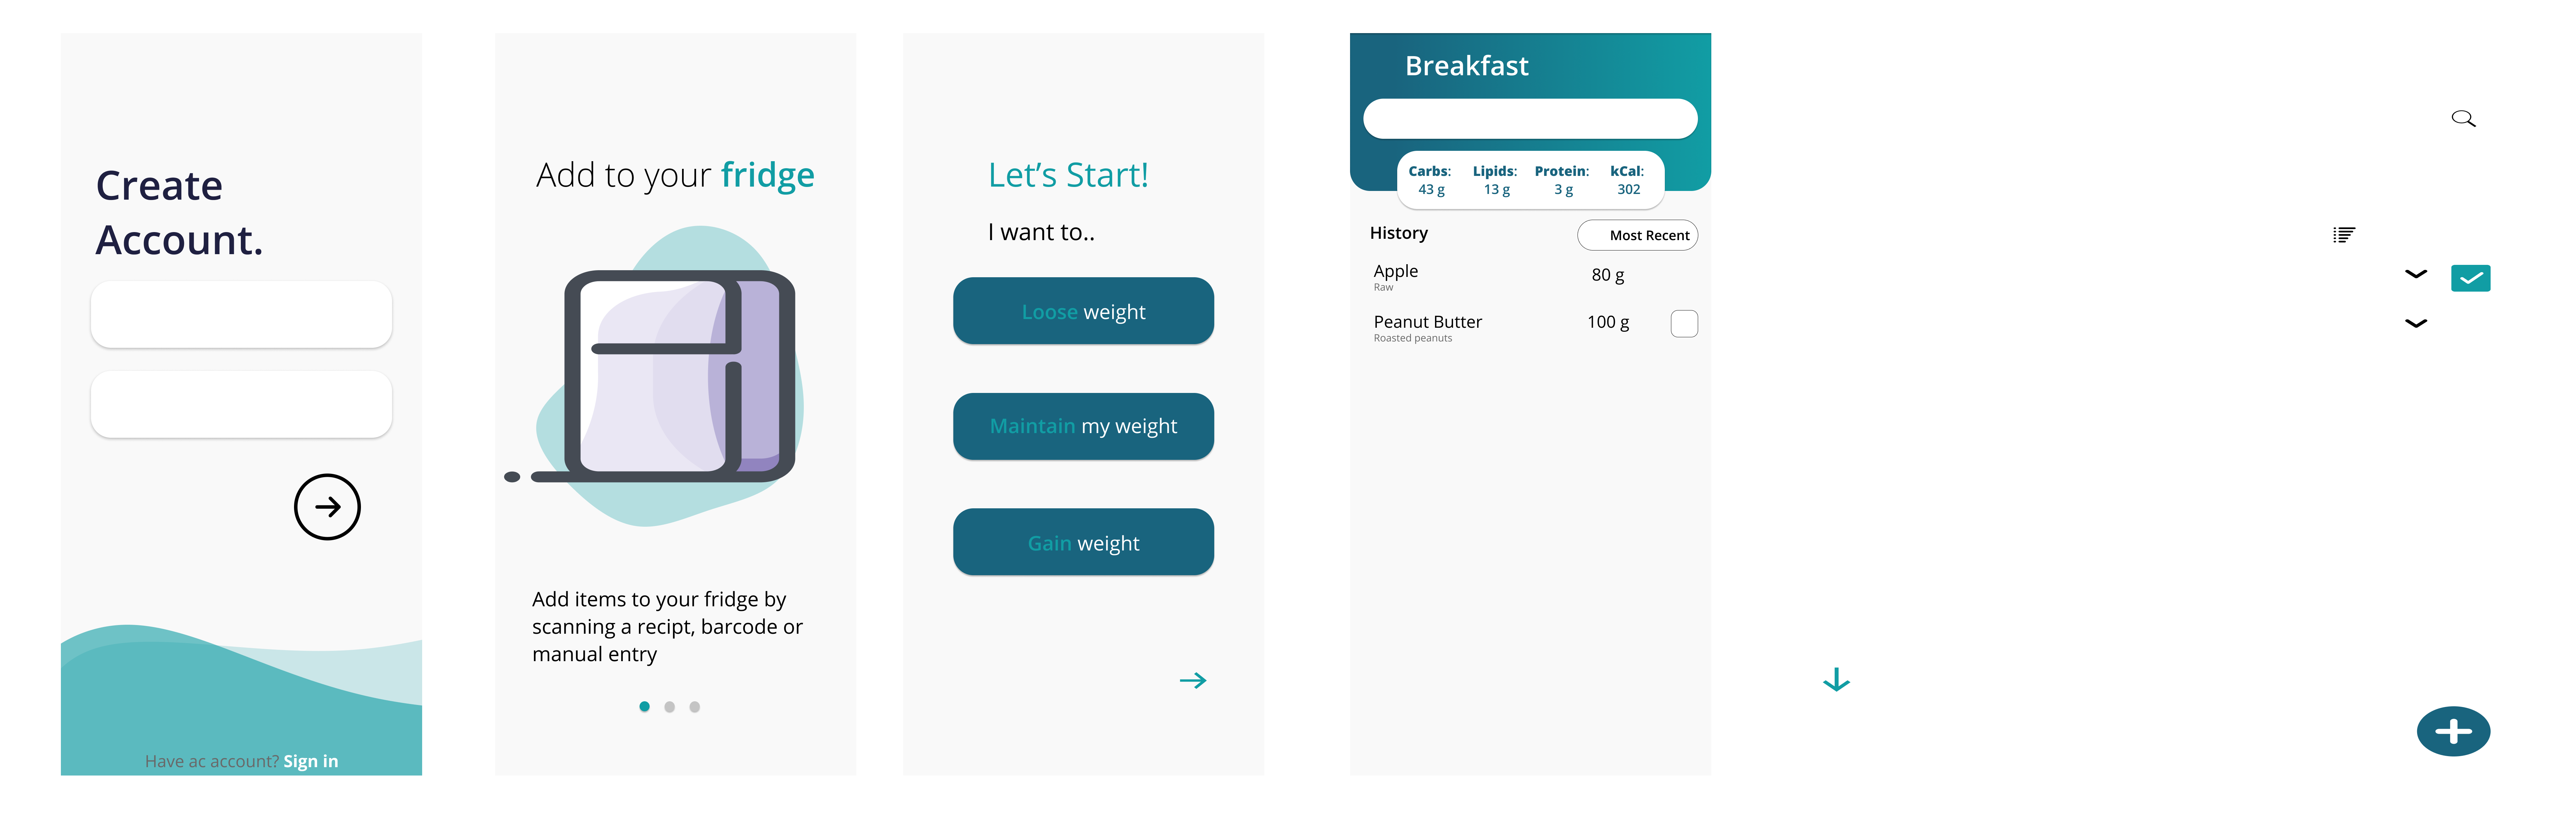 Create
Account.
Have ac account? Sign in
Add to your fridge
Add items to your fridge by
scanning a recipt, barcode or
manual entry
Let's Start!
I want to..
Loose weight
Maintain my weight
Gain weight
Breakfast
Carbs: Lipids: Protein: kCal:
43 g 13 g 3 g 302
History Most Recent
Apple 80 g
Raw
Peanut Butter 100 g
Roasted peanuts